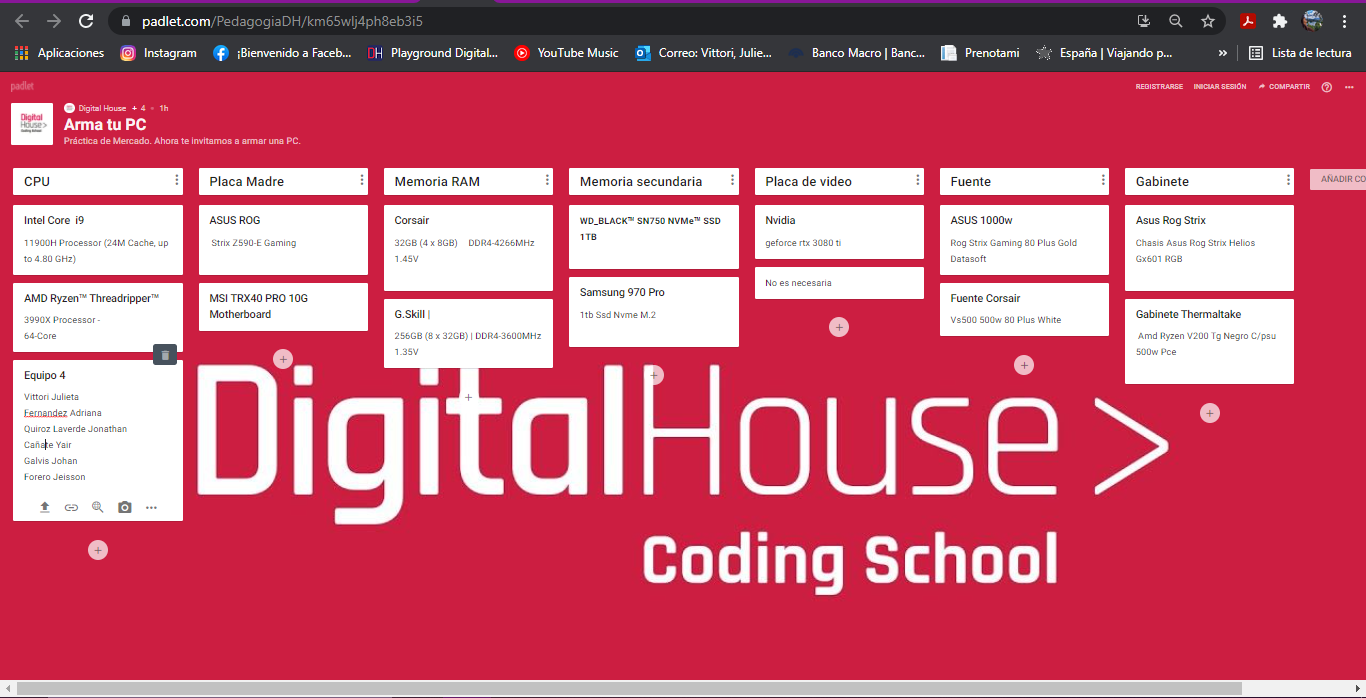 padlet.com/PedagogiaDH/km65wlj4ph8eb3i5
Aplicaciones
Instagram
¡Bienvenido a Faceb...
DH Playground Digital...
YouTube Music
Correo: Vittori, Julie...
Banco Macro | Banc...
Prenotami
España | Viajando p...
»
Lista de lectura
padlet
REGISTRARSE
INICIAR SESIÓN
COMPARTIR
Digital House + 4 • 1h
Digital
House>
Coding School
Arma tu PC
Práctica de Mercado. Ahora te invitamos a armar una PC.
CPU
Intel Core i9
11900H Processor (24M Cache, up
to 4.80 GHz)
AMD Ryzen™ Threadripper™
3990X Processor -
64-Core
Equipo 4
Vittori Julieta
Fernandez Adriana
Quiroz Laverde Jonathan
Cañate Yair
Galvis Johan
Forero Jeisson
Placa Madre
ASUS ROG
Strix Z590-E Gaming
MSI TRX40 PRO 10G
Motherboard
Memoria RAM
Corsair
32GB (4 x 8GB) DDR4-4266MHz
1.45V
G.Skill |
256GB (8 x 32GB) | DDR4-3600MHz
1.35V
Memoria secundaria
WD_BLACK™ SN750 NVMe™ SSD
1TB
Samsung 970 Pro
1tb Ssd Nvme M.2
Placa de video
Nvidia
geforce rtx 3080 ti
No es necesaria
Fuente
ASUS 1000w
Rog Strix Gaming 80 Plus Gold
Datasoft
Fuente Corsair
Vs500 500w 80 Plus White
Gabinete
Asus Rog Strix
Chasis Asus Rog Strix Helios
Gx601 RGB
Gabinete Thermaltake
Amd Ryzen V200 Tg Negro C/psu
500w Pce
AÑADIR CO
DigitalHouse>
Coding School